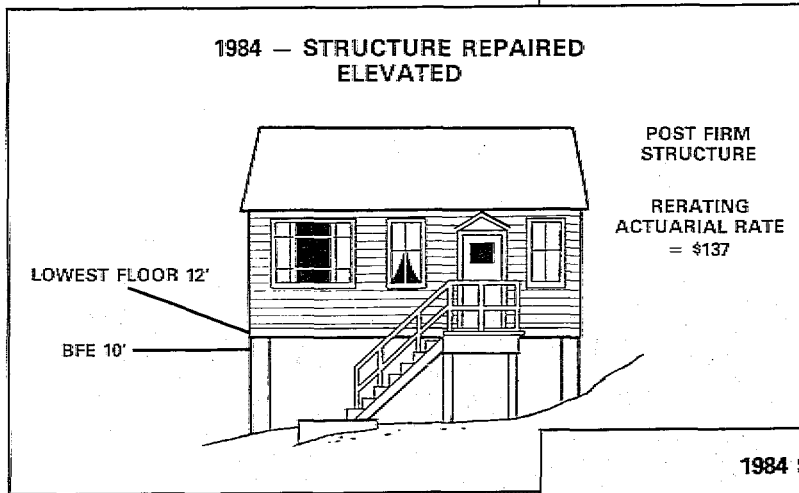 1984 — STRUCTURE REPAIRED
ELEVATED
POST FIRM
STRUCTURE
RERATING
ACTUARIAL RATE
= $137
LOWEST FLOOR 12'
BFE 10'
1984